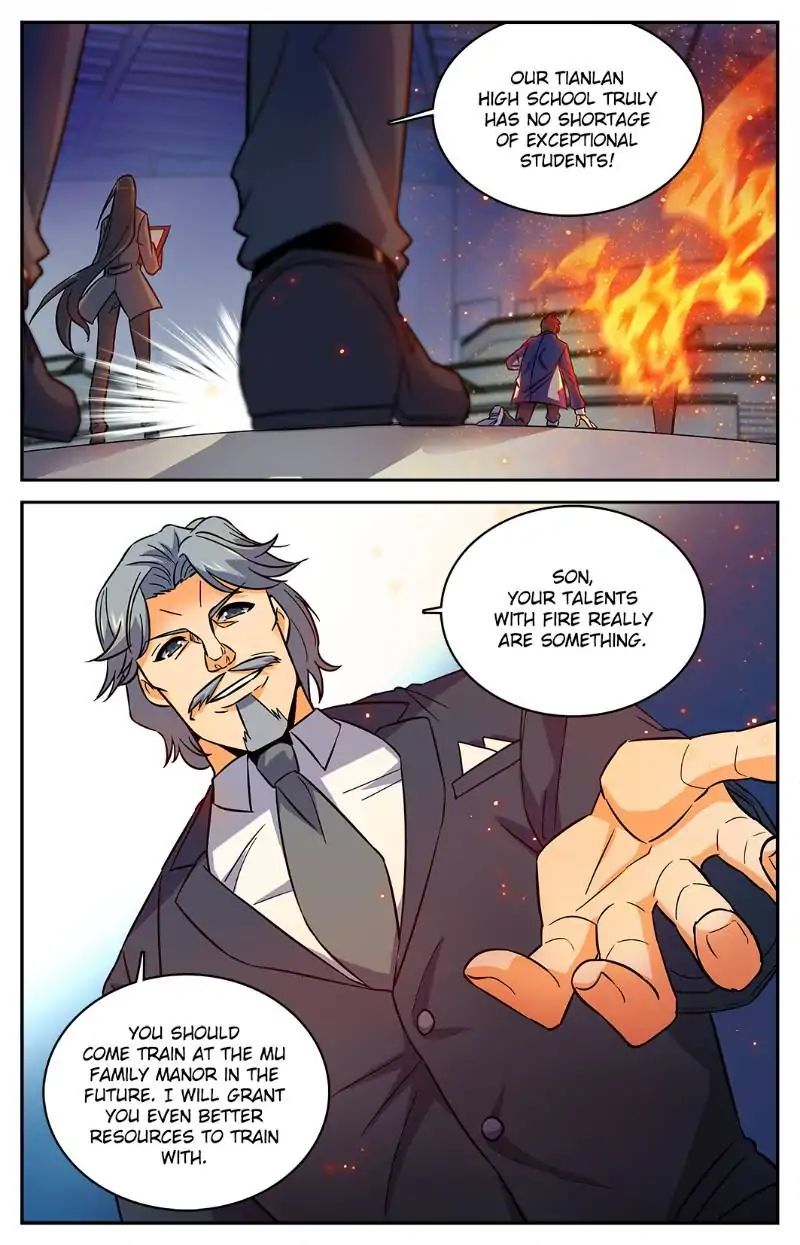 OUR TIANLAN
HIGH SCHOOL TRULY
HAS NO SHORTAGE
OF EXCEPTIONAL
STUDENTS!
SON,
YOUR TALENTS
WITH FIRE REALLY
ARE SOMETHING.
YOU SHOULD
COME TRAIN AT THE MU
FAMILY MANOR IN THE
FUTURE. I WILL GRANT
YOU EVEN BETTER
RESOURCES TO TRAIN
WITH.